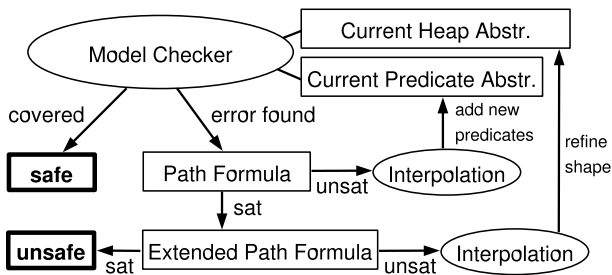 Current Heap Abstr.
Model Checker
Current Predicate Abstr.
covered
error found
add new
predicates
refine
shape
safe
Path Formula
unsat
Interpolation
sat
unsafe
sat
Extended Path Formula
unsat
Interpolation